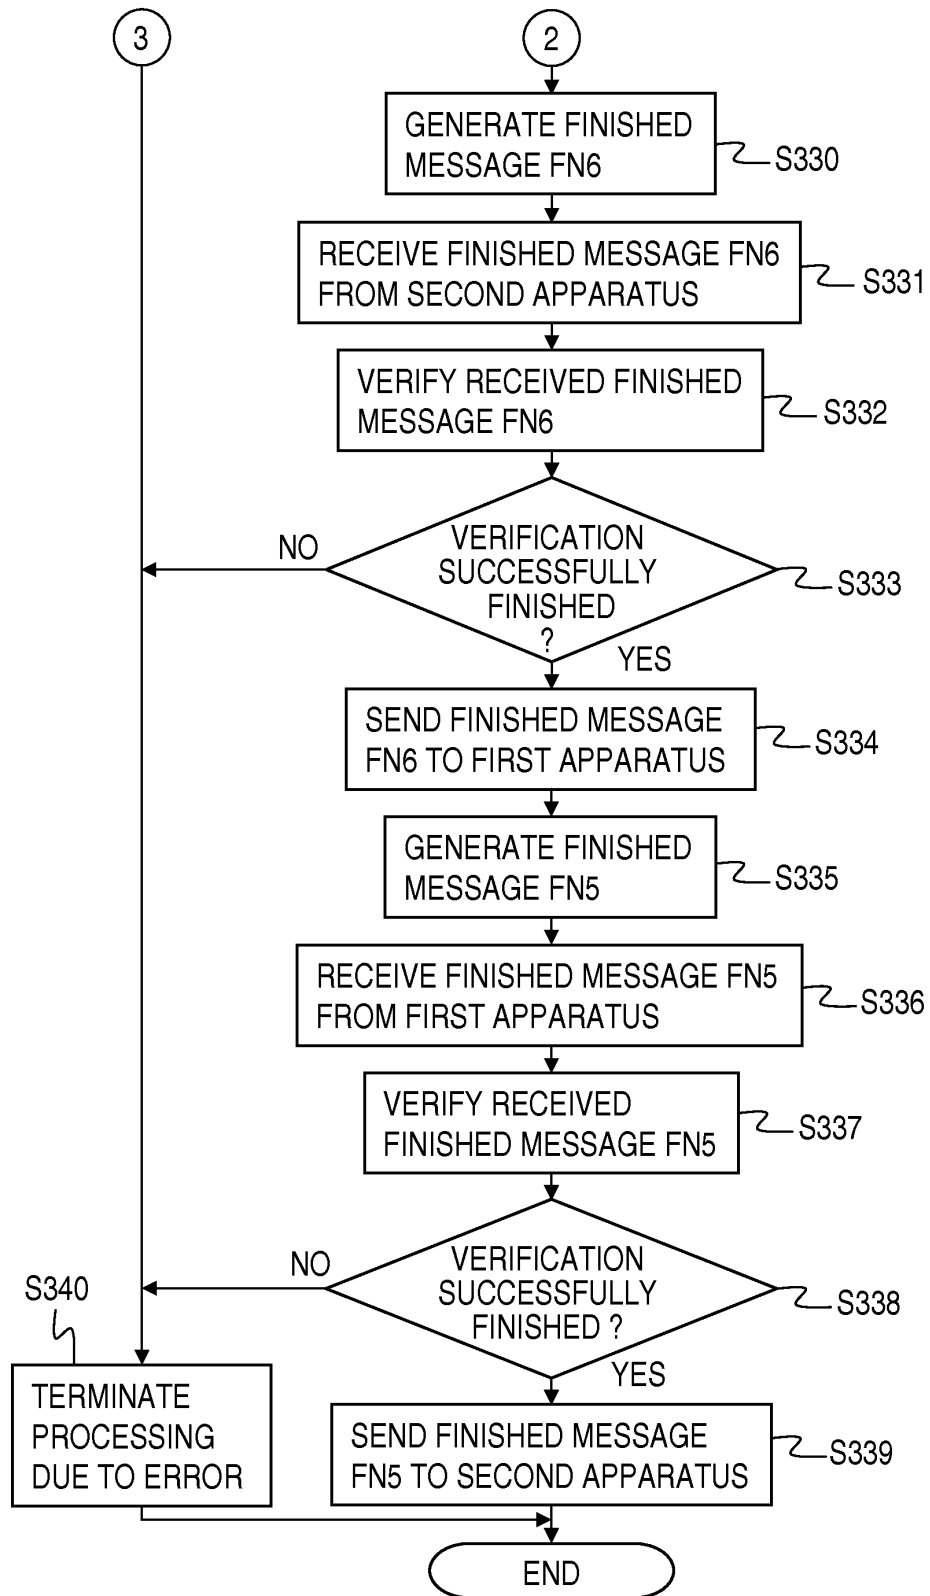 3
2
GENERATE FINISHED
MESSAGE FN6
S330
RECEIVE FINISHED MESSAGE FN6
FROM SECOND APPARATUS
S331
VERIFY RECEIVED FINISHED
MESSAGE FN6
S332
NO
VERIFICATION
SUCCESSFULLY
FINISHED
?
S333
YES
SEND FINISHED MESSAGE
FN6 TO FIRST APPARATUS
S334
GENERATE FINISHED
MESSAGE FN5
S335
RECEIVE FINISHED MESSAGE FN5
FROM FIRST APPARATUS
S336
VERIFY RECEIVED
FINISHED MESSAGE FN5
S337
NO
VERIFICATION
SUCCESSFULLY
FINISHED ?
S338
S340
YES
TERMINATE
PROCESSING
DUE TO ERROR
SEND FINISHED MESSAGE
FN5 TO SECOND APPARATUS
S339
END